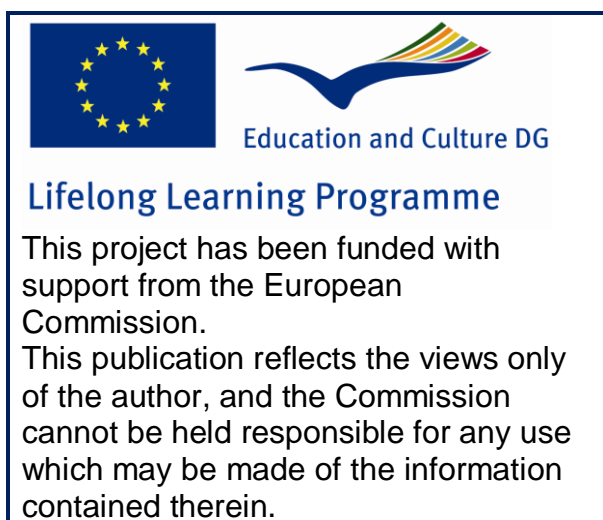 Education and Culture DG
Lifelong Learning Programme
This project has been funded with
support from the European
Commission.
This publication reflects the views only
of the author, and the Commission
cannot be held responsible for any use
which may be made of the information
contained therein.